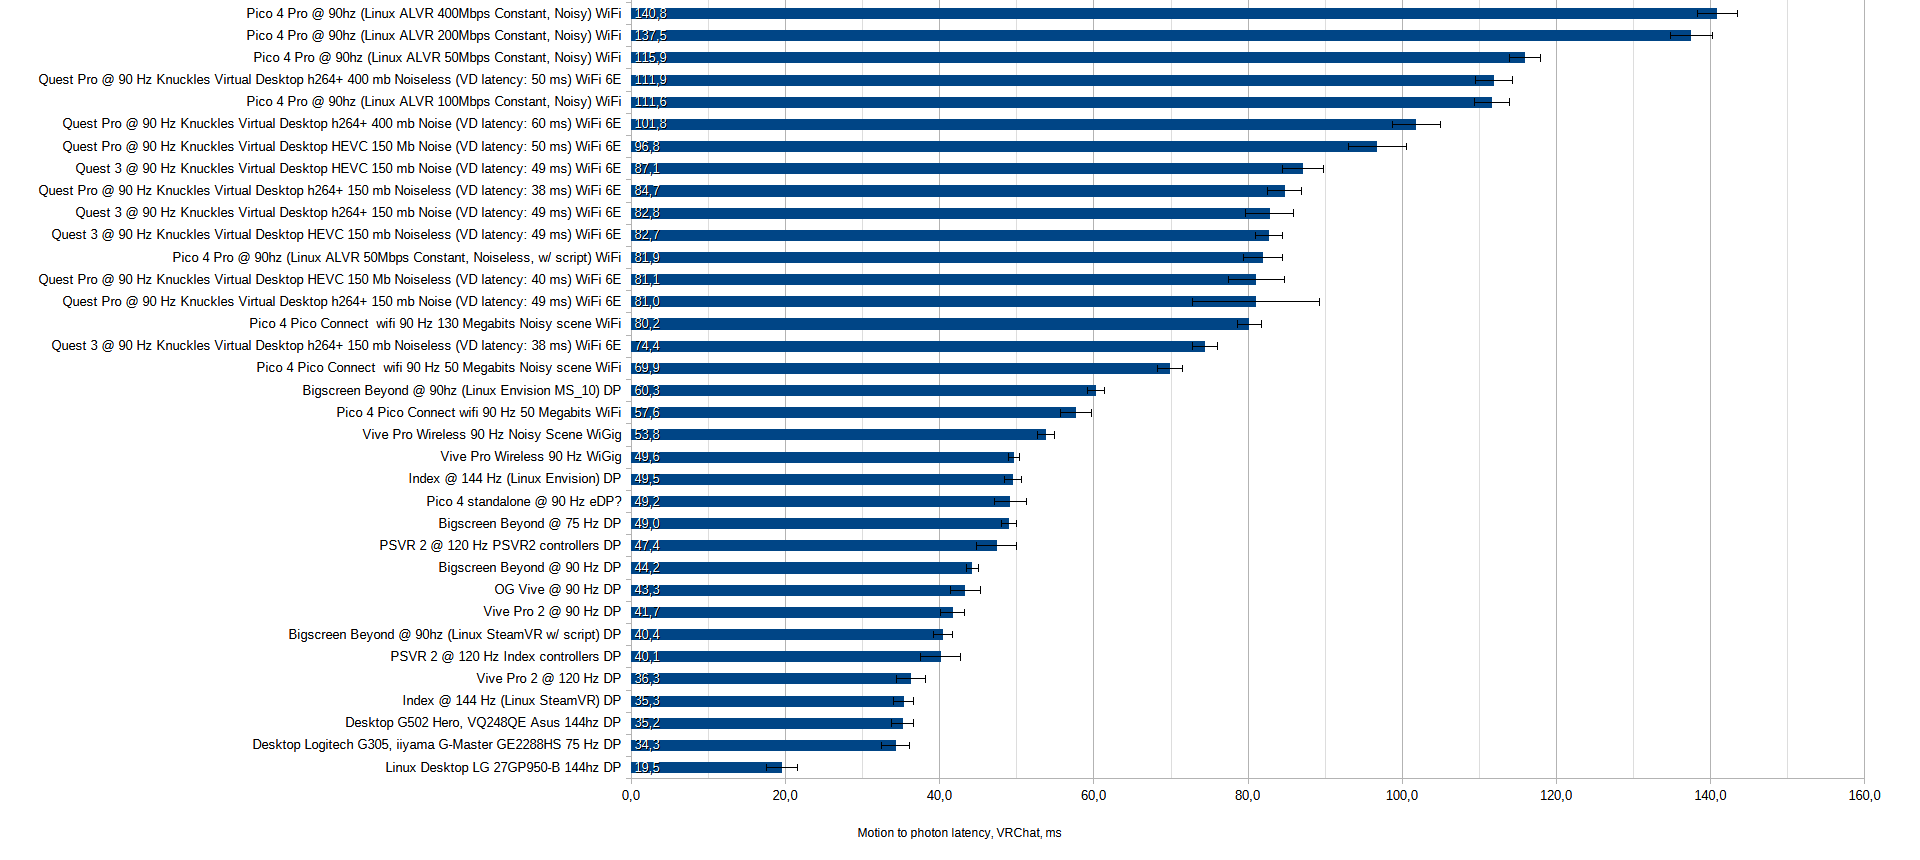 Pico 4 Pro @ 90hz (Linux ALVR 400Mbps Constant, Noisy) WiFi 140,8
Pico 4 Pro @ 90hz (Linux ALVR 200Mbps Constant, Noisy) WiFi 137,5
Pico 4 Pro @ 90hz (Linux ALVR 50Mbps Constant, Noisy) WiFi 115,9
Quest Pro @ 90 Hz Knuckles Virtual Desktop h264+ 400 mb Noiseless (VD latency: 50 ms) WiFi 6E 111,9
Pico 4 Pro @ 90hz (Linux ALVR 100Mbps Constant, Noisy) WiFi 111,6
Quest Pro @ 90 Hz Knuckles Virtual Desktop h264+ 400 mb Noise (VD latency: 60 ms) WiFi 6E 101,8
Quest Pro @ 90 Hz Knuckles Virtual Desktop HEVC 150 Mb Noise (VD latency: 50 ms) WiFi 6E 96,8
Quest 3 @ 90 Hz Knuckles Virtual Desktop HEVC 150 mb Noise (VD latency: 49 ms) WiFi 6E 87,1
Quest Pro @ 90 Hz Knuckles Virtual Desktop h264+ 150 mb Noiseless (VD latency: 38 ms) WiFi 6E 84,7
Quest 3 @ 90 Hz Knuckles Virtual Desktop h264+ 150 mb Noise (VD latency: 49 ms) WiFi 6E 82,8
Quest 3 @ 90 Hz Knuckles Virtual Desktop HEVC 150 mb Noiseless (VD latency: 49 ms) WiFi 6E 82,7
Pico 4 Pro @ 90hz (Linux ALVR 50Mbps Constant, Noiseless, w/ script) WiFi 81,9
Quest Pro @ 90 Hz Knuckles Virtual Desktop HEVC 150 Mb Noiseless (VD latency: 40 ms) WiFi 6E 81,1
Quest Pro @ 90 Hz Knuckles Virtual Desktop h264+ 150 mb Noise (VD latency: 49 ms) WiFi 6E 81,0
Pico 4 Pico Connect  wifi 90 Hz 130 Megabits Noisy scene WiFi 80,2
Quest 3 @ 90 Hz Knuckles Virtual Desktop h264+ 150 mb Noiseless (VD latency: 38 ms) WiFi 6E 74,4
Pico 4 Pico Connect  wifi 90 Hz 50 Megabits Noisy scene WiFi 69,9
Bigscreen Beyond @ 90hz (Linux Envision MS_10) DP 60,3
Pico 4 Pico Connect wifi 90 Hz 50 Megabits WiFi 57,6
Vive Pro Wireless 90 Hz Noisy Scene WiGig 53,8
Vive Pro Wireless 90 Hz WiGig 49,6
Index @ 144 Hz (Linux Envision) DP 49,5
Pico 4 standalone @ 90 Hz eDP? 49,2
Bigscreen Beyond @ 75 Hz DP 49,0
PSVR 2 @ 120 Hz PSVR2 controllers DP 47,4
Bigscreen Beyond @ 90 Hz DP 44,2
OG Vive @ 90 Hz DP 43,3
Vive Pro 2 @ 90 Hz DP 41,7
Bigscreen Beyond @ 90hz (Linux SteamVR w/ script) DP 40,4
PSVR 2 @ 120 Hz Index controllers DP 40,1
Vive Pro 2 @ 120 Hz DP 36,3
Index @ 144 Hz (Linux SteamVR) DP 35,3
Desktop G502 Hero, VQ248QE Asus 144hz DP 35,2
Desktop Logitech G305, iiyama G-Master GE2288HS 75 Hz DP 34,3
Linux Desktop LG 27GP950-B 144hz DP 19,5
0,0 20,0 40,0 60,0 80,0 100,0 120,0 140,0 160,0
Motion to photon latency, VRChat, ms